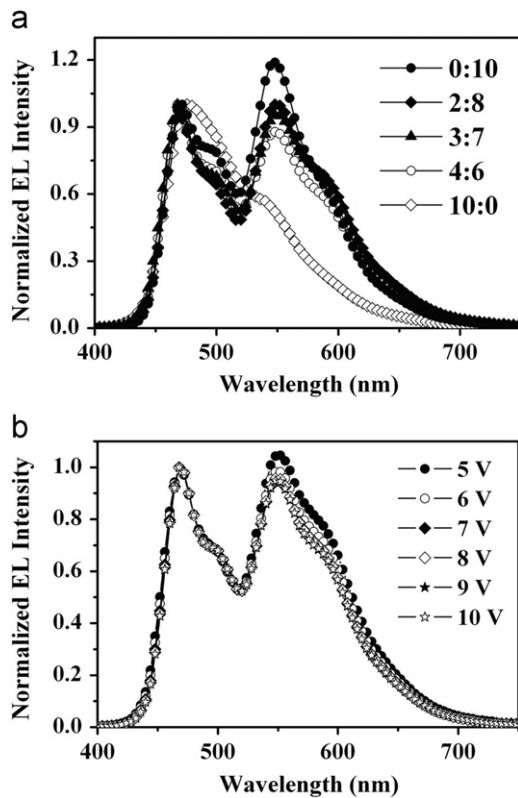 a
Normalized EL Intensity
1.2
0.9
0.6
0.3
0.0
0:10
2:8
3:7
4:6
10:0
400 500 600 700
Wavelength (nm)
b
Normalized EL Intensity
1.0
0.8
0.6
0.4
0.2
0.0
5 V
6 V
7 V
8 V
9 V
10 V
400 500 600 700
Wavelength (nm)